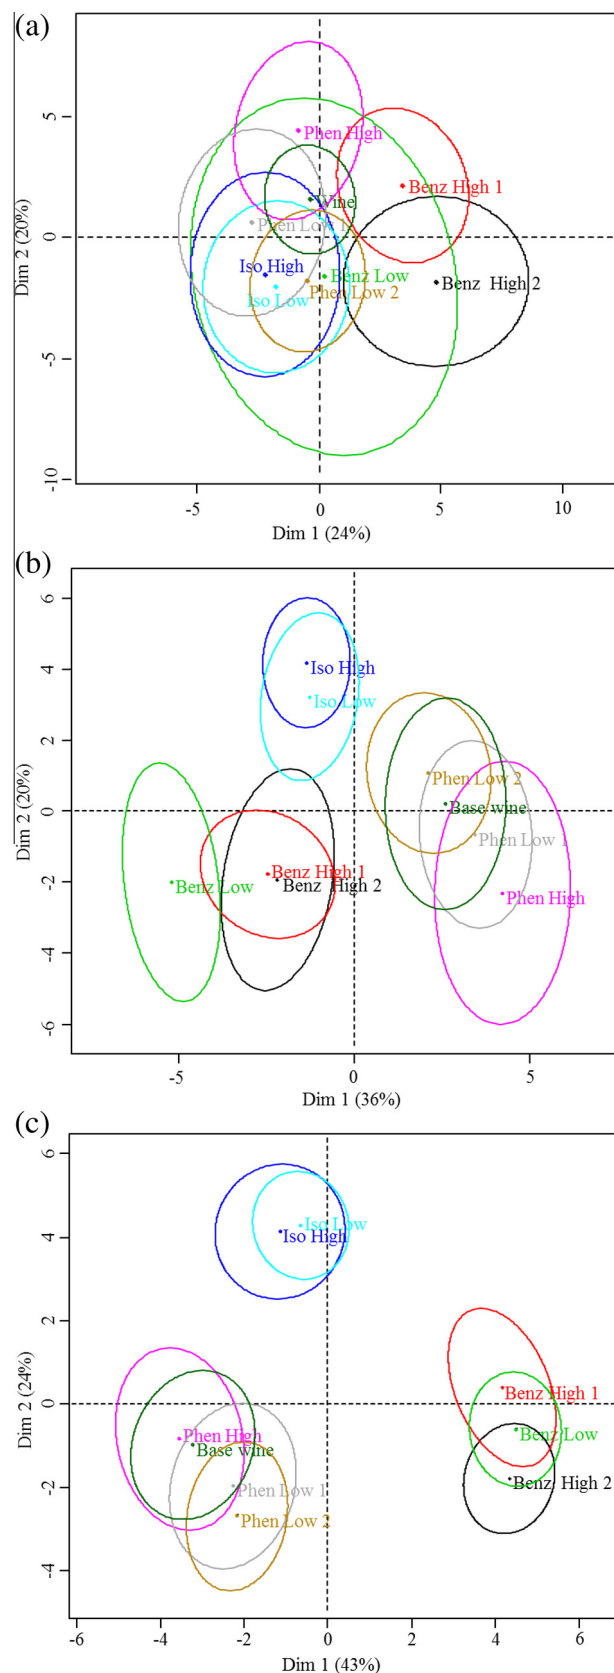 (a)
5
0
-5
-10
Dim 2 (20%)
Phen High
Benz High 1
Wine
Phen Low 1
Iso High
Benz Low
Benz High 2
Iso Low
Phen Low 2
-5
0
5
10
Dim 1 (24%)
(b)
6
4
2
0
-2
-4
-6
Dim 2 (20%)
Iso High
Iso Low
Phen Low 2
Base wine
Phen Low 1
Benz High 1
Benz Low
Benz High 2
Phen High
-5
0
5
Dim 1 (36%)
(c)
6
4
2
0
-2
-4
Dim 2 (24%)
Iso Low
Iso High
Benz High 1
Benz Low
Phen High
Base wine
Benz High 2
Phen Low 1
Phen Low 2
-6
-4
-2
0
2
4
6
Dim 1 (43%)